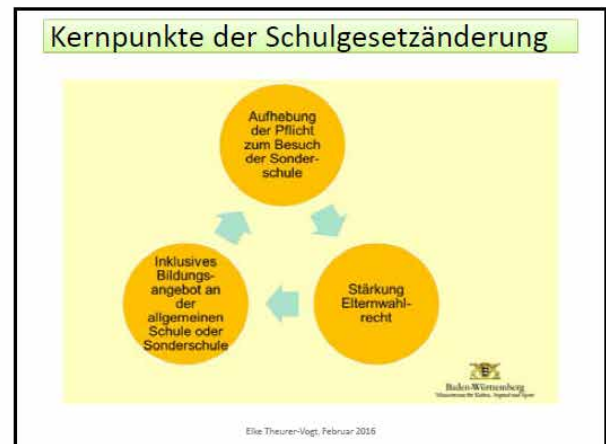 Kernpunkte der Schulgesetzänderung
Aufhebung
der Pflicht
zum Besuch
der Sonder-
schule
Stärkung
Elternwahl-
recht
Inklusives
Bildungs-
angebot an
der
allgemeinen
Schule oder
Sonderschule
Baden-Württemberg
Elke Theurer-Vogt, Februar 2016